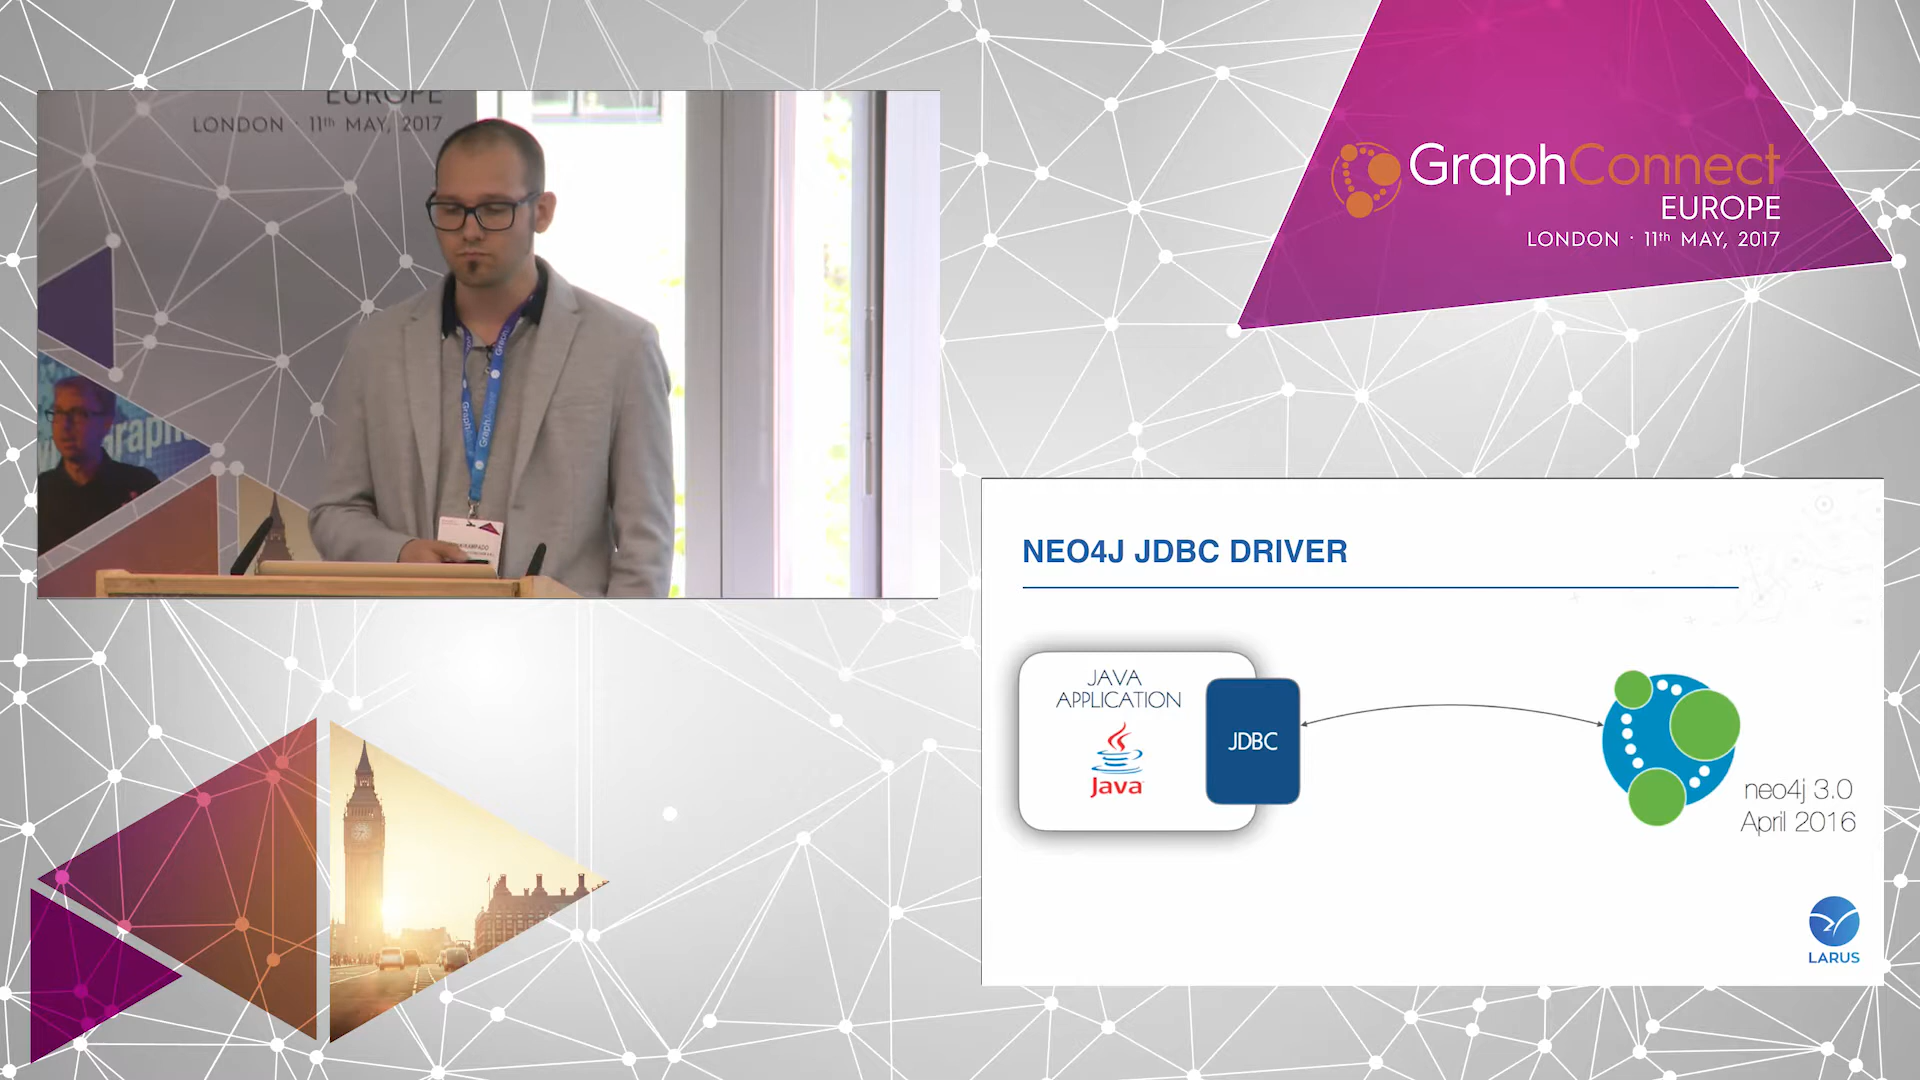 EUROPE
LONDON · 11th MAY, 2017
GraphConnect
EUROPE
LONDON · 11th MAY, 2017
NEO4J JDBC DRIVER
JAVA
APPLICATION
Java
JDBC
neo4j 3.0
April 2016
LARUS